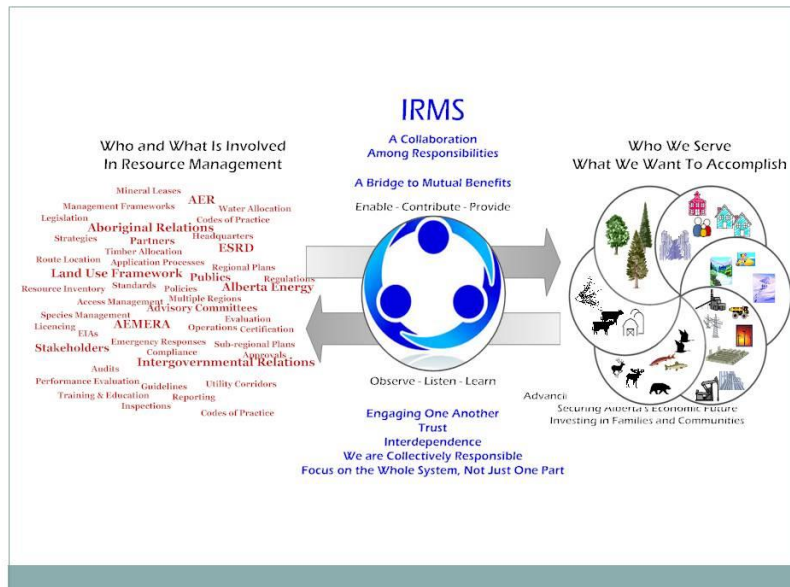 IRMS
A Collaboration
Among Responsibilities
A Bridge to Mutual Benefits
Enable - Contribute - Provide
Who and What Is Involved
In Resource Management
Mineral Leases
AER
Management Frameworks
Water Allocation
Legislation
Codes of Practice
Aboriginal Relations
Headquarters
Strategies
Partners
ESRD
Timber Allocation
Route Location
Application Processes
Regional Plans
Land Use Framework
Publics
Regulations
Resource Inventory
Standards
Policies
Alberta Energy
Access Management
Multiple Regions
Advisory Committees
Species Management
Evaluation
AEMERA
Licencing
Operations
Certification
EIAs
Emergency Responses
Sub-regional Plans
Stakeholders
Compliance
Approvals
Intergovernmental Relations
Audits
Performance Evaluation
Guidelines
Utility Corridors
Training & Education
Reporting
Inspections
Codes of Practice
Observe - Listen - Learn
Engaging One Another
Trust
Interdependence
We are Collectively Responsible
Focus on the Whole System, Not Just One Part
Who We Serve
What We Want To Accomplish
Securing Alberta's Economic Future
Investing in Families and Communities